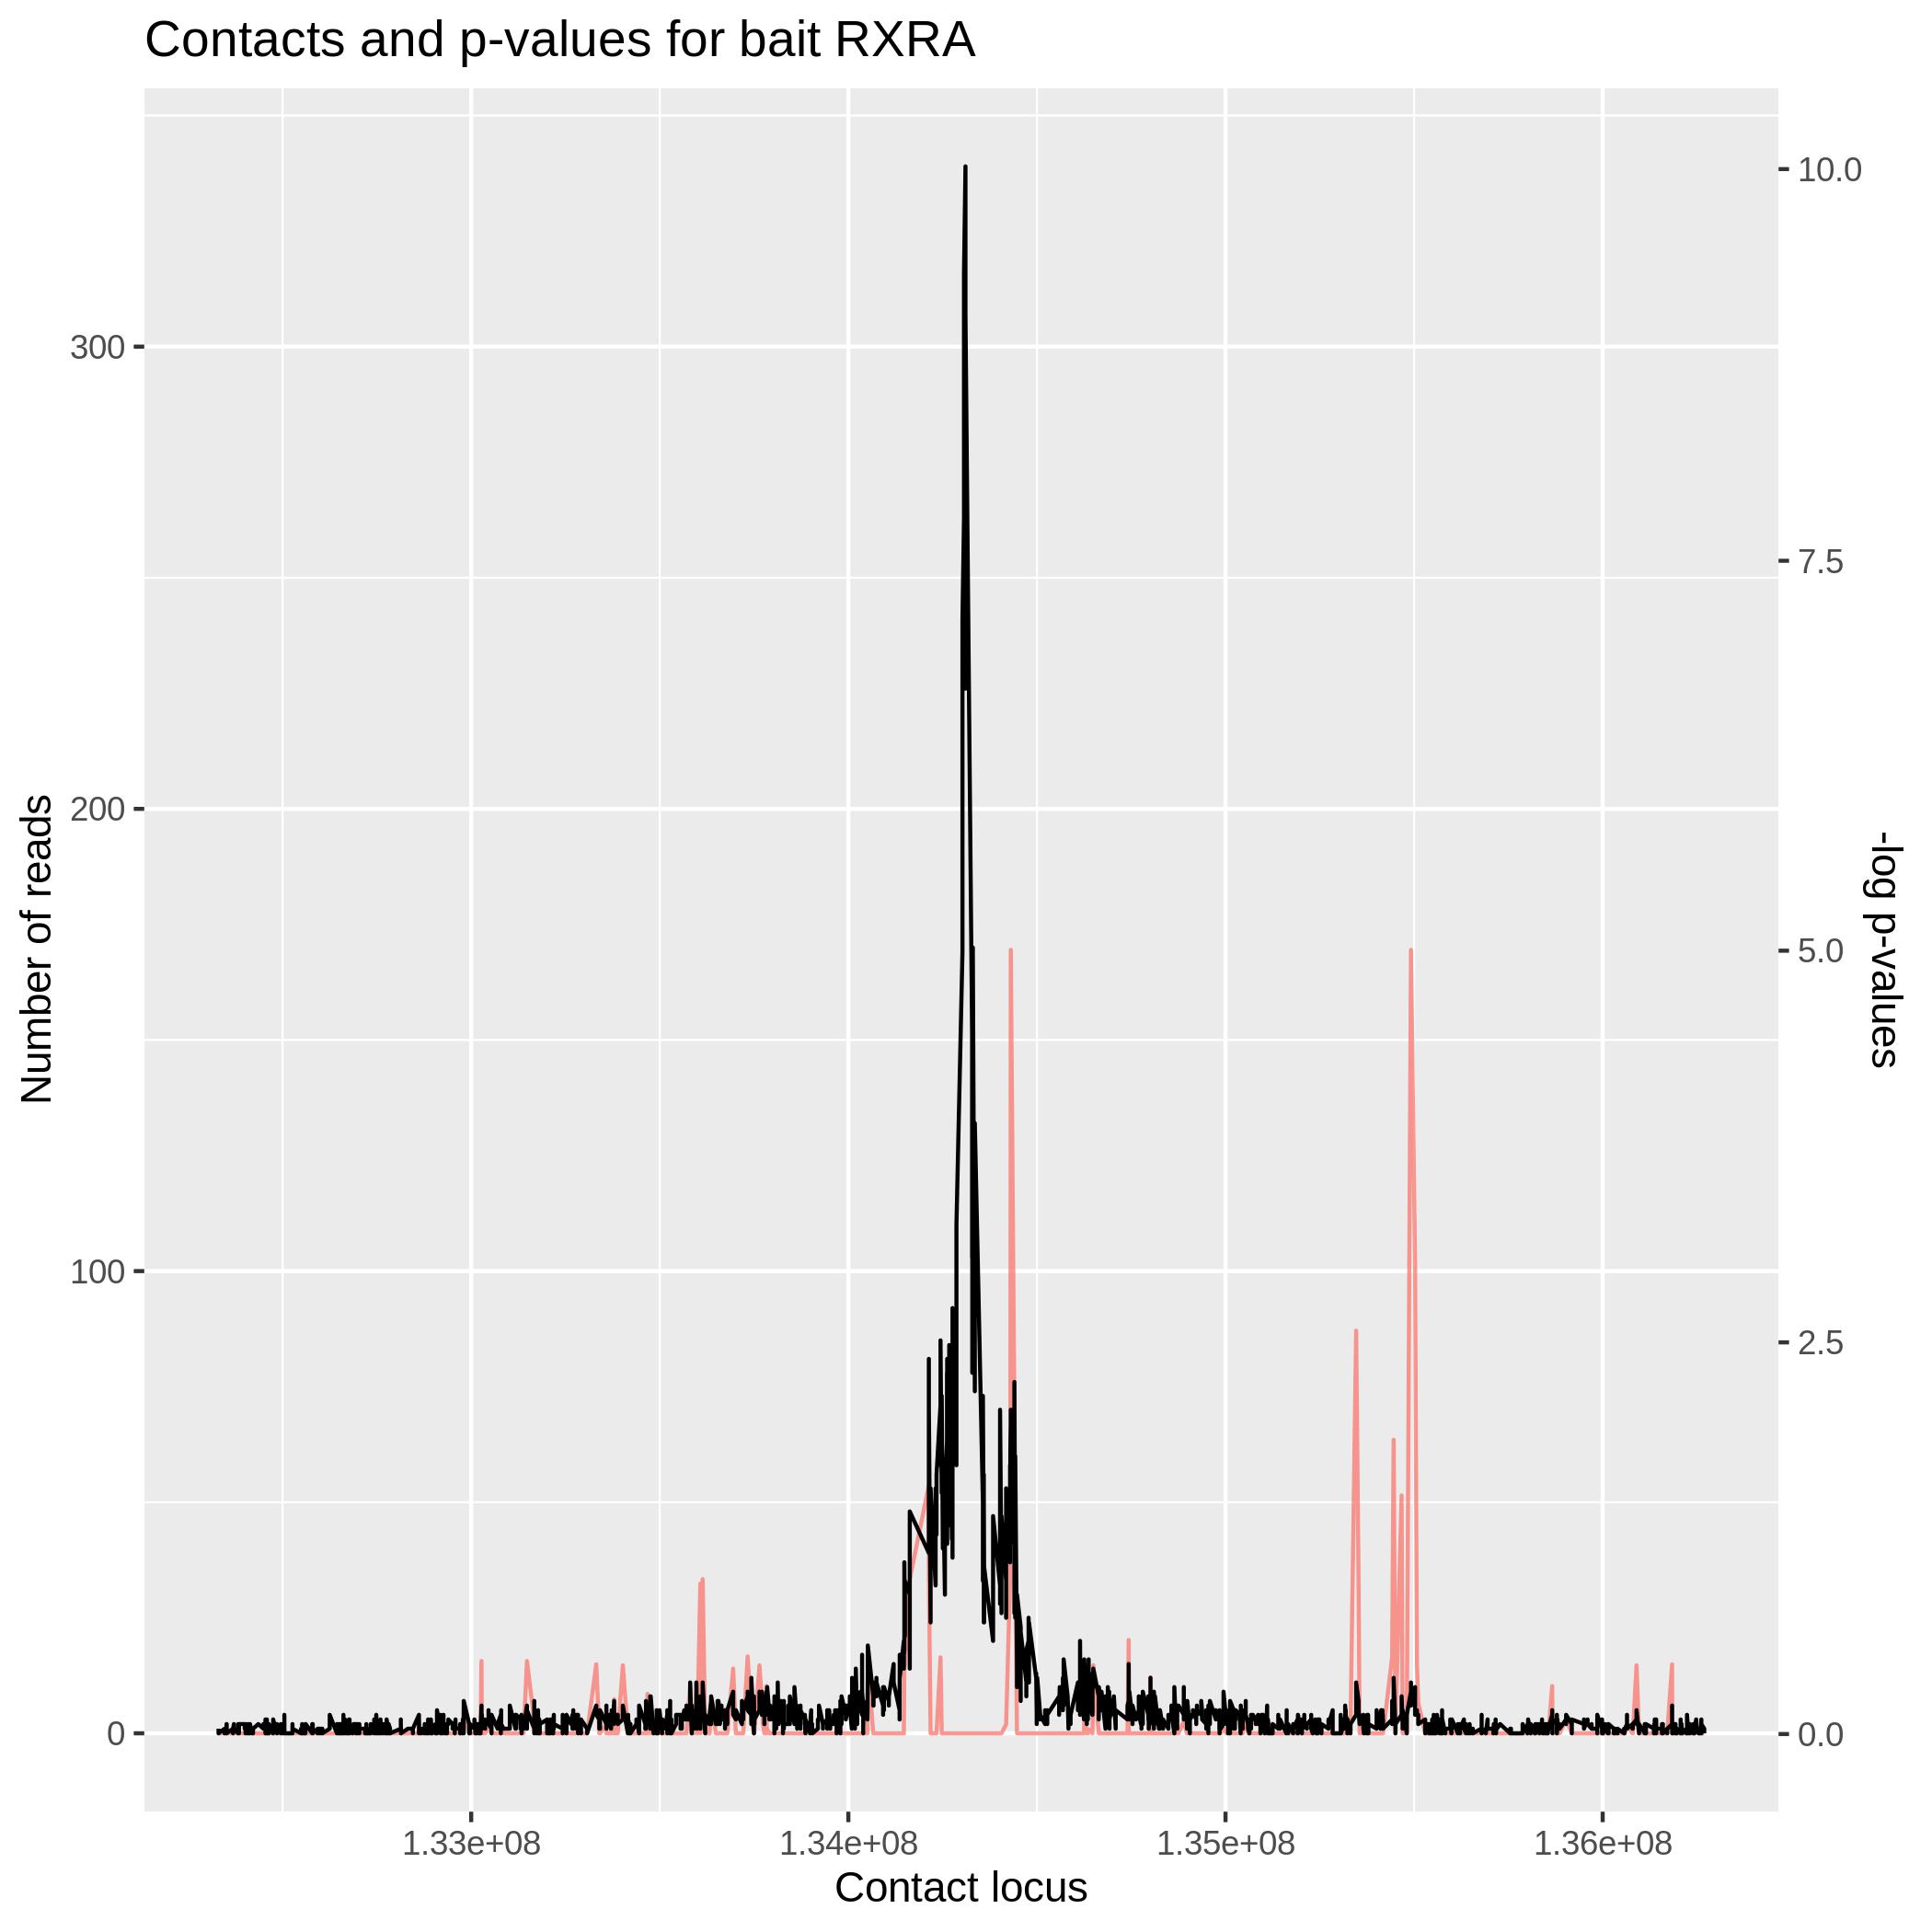 Contacts and p-values for bait RXRA
Number of reads
300
200
100
0
10.0
7.5
5.0
2.5
0.0
-log p-values
1.33e+08
1.34e+08
1.35e+08
1.36e+08
Contact locus